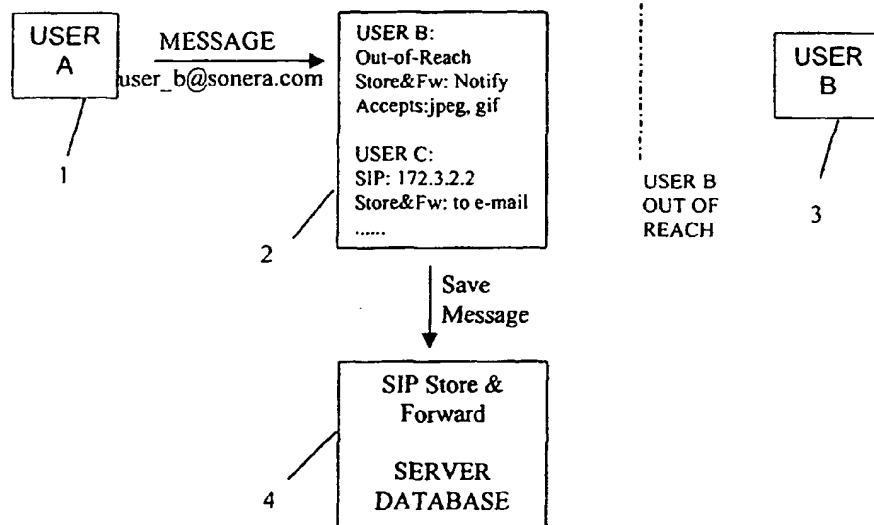 USER
A
MESSAGE
user_b@sonera.com
1
USER B:
Out-of-Reach
Store&Fw: Notify
Accepts:jpeg, gif
USER C:
SIP: 172.3.2.2
Store&Fw: to e-mail
......
2
USER B
OUT OF
REACH
USER
B
3
Save
Message
SIP Store &
Forward
SERVER
DATABASE
4